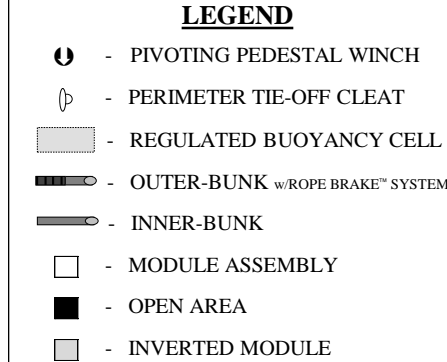 LEGEND
- PIVOTING PEDESTAL WINCH
- PERIMETER TIE-OFF CLEAT
- REGULATED BUOYANCY CELL
- OUTER-BUNK w/ROPE BRAKE™ SYSTEM
- INNER-BUNK
- MODULE ASSEMBLY
- OPEN AREA
- INVERTED MODULE